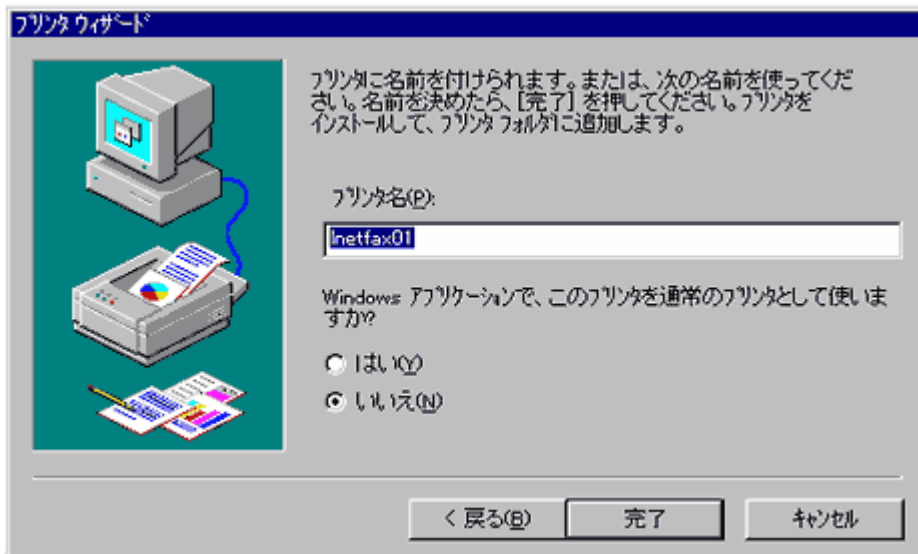 プリンタ ウィザード
プリンタに名前を付けられます。または、次の名前を使ってくだ
さい。名前を決めたら、[完了] を押してください。プリンタを
インストールして、プリンタ フォルダに追加します。
プリンタ名(P):
Inetfax01
Windows アプリケーションで、このプリンタを通常のプリンタとして使いま
すか?
はい(Y)
いいえ(N)
< 戻る(B)
完了
キャンセル